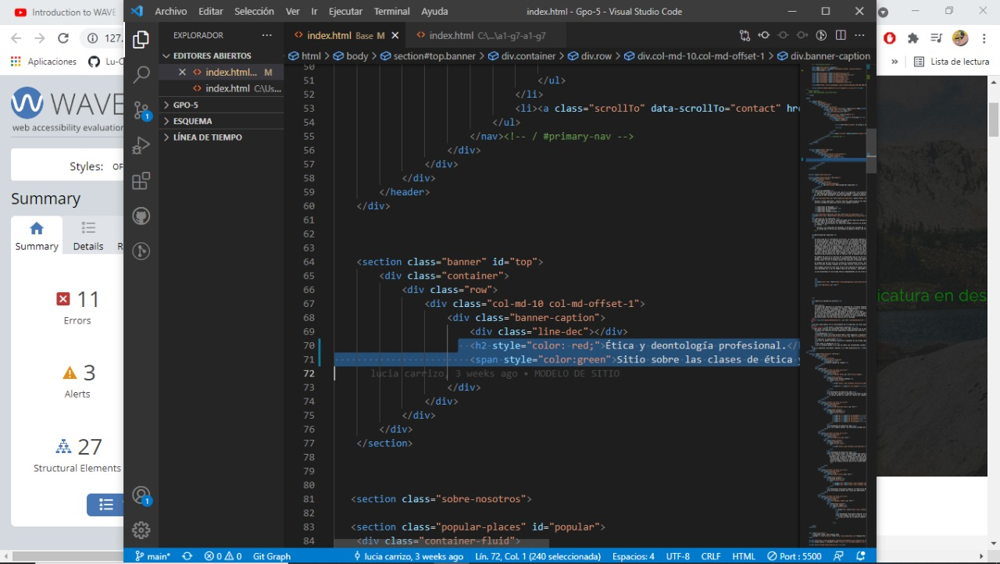 Introduction to WAVE
Archivo Editar Selección Ver Ir Ejecutar Terminal Ayuda
index.html - Gpo-5 - Visual Studio Code
127.
Aplicaciones
Lu-C
WAVE
web accessibility evaluation
Styles: OF
Summary
Summary
Details
R
11
Errors
3
Alerts
27
Structural Elements
EXPLORADOR
EDITORES ABIERTOS
index.html... M
index.html C:\Us...
GPO-5
ESQUEMA
LÍNEA DE TIEMPO
1
1
index.html Base M
index.html C:\...\a1-g7-a1-g7
html > body > section#top.banner > div.container > div.row > div.col-md-10.col-md-offset-1 > div.banner-caption
50
51 </ul>
52 </li>
53 <li><a class="scrollTo" data-scrollTo="contact" hre
54 </ul>
55 </nav><!-- / #primary-nav -->
56 </div>
57 </div>
58 </div>
59 </header>
60 </div>
61
62
63
64 <section class="banner" id="top">
65 <div class="container">
66 <div class="row">
67 <div class="col-md-10 col-md-offset-1">
68 <div class="banner-caption">
69 <div class="line-dec"></div>
70 <h2 style="color: red;">Ética y deontología profesional.</
71 <span style="color:green">Sitio sobre las clases de ética
72 lucia carrizo, 3 weeks ago • MODELO DE SITIO
73 </div>
74 </div>
75 </div>
76 </div>
77 </section>
78
79
80
81 <section class="sobre-nosotros">
82
83 <section class="popular-places" id="popular">
84 <div class="container-fluid">
main*
0 0
Git Graph
lucia carrizo, 3 weeks ago
Lín. 72, Col. 1 (240 seleccionada)
Espacios: 4
UTF-8
CRLF
HTML
Port : 5500
»
Lista de lectura
icatura en des